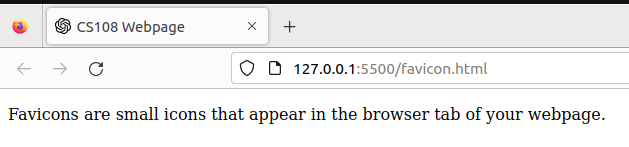 CS108 Webpage
127.0.0.1:5500/favicon.html
Favicons are small icons that appear in the browser tab of your webpage.